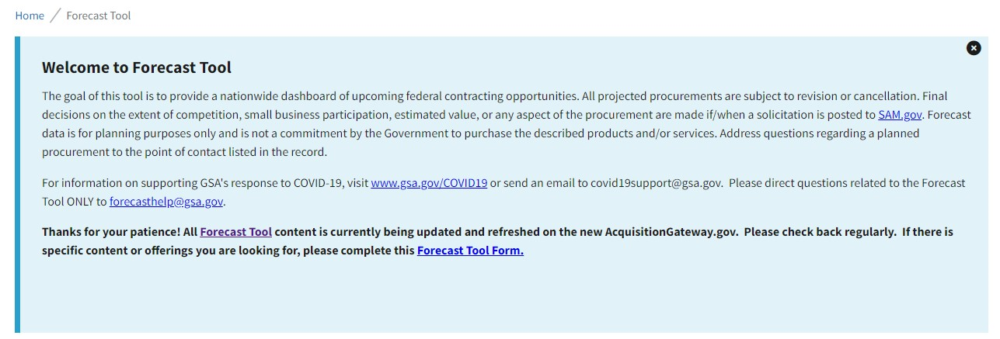 Home / Forecast Tool
Welcome to Forecast Tool
The goal of this tool is to provide a nationwide dashboard of upcoming federal contracting opportunities. All projected procurements are subject to revision or cancellation. Final
decisions on the extent of competition, small business participation, estimated value, or any aspect of the procurement are made if/when a solicitation is posted to SAM.gov. Forecast
data is for planning purposes only and is not a commitment by the Government to purchase the described products and/or services. Address questions regarding a planned
procurement to the point of contact listed in the record.
For information on supporting GSA's response to COVID-19, visit www.gsa.gov/COVID19 or send an email to covid19support@gsa.gov.  Please direct questions related to the Forecast
Tool ONLY to forecasthelp@gsa.gov.
Thanks for your patience! All Forecast Tool content is currently being updated and refreshed on the new AcquisitionGateway.gov.  Please check back regularly.  If there is
specific content or offerings you are looking for, please complete this Forecast Tool Form.